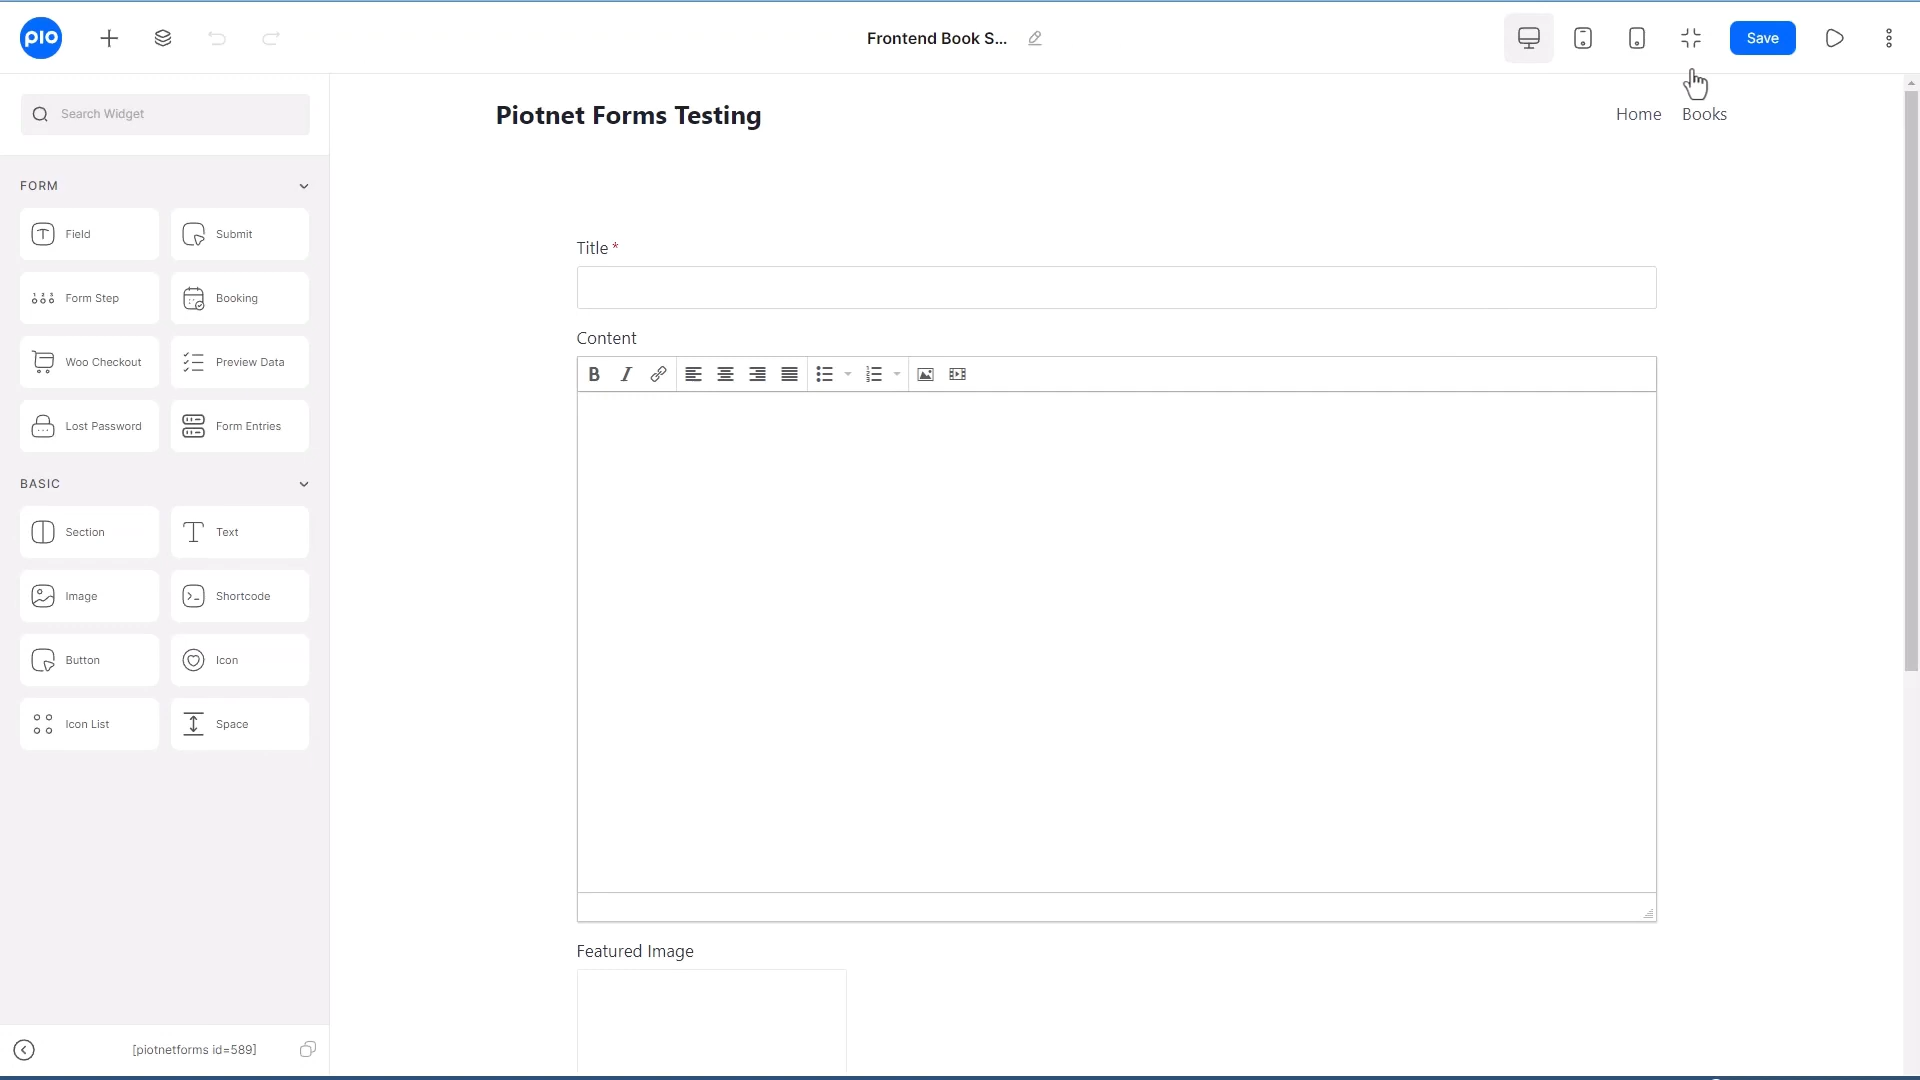 pio
Frontend Book S...
Save
Search Widget
Piotnet Forms Testing
Home Books
FORM
Field
Submit
Form Step
Booking
Woo Checkout
Preview Data
Lost Password
Form Entries
BASIC
Section
Text
Image
Shortcode
Button
Icon
Icon List
Space
[piotnetforms id=589]
Title *
Content
Featured Image